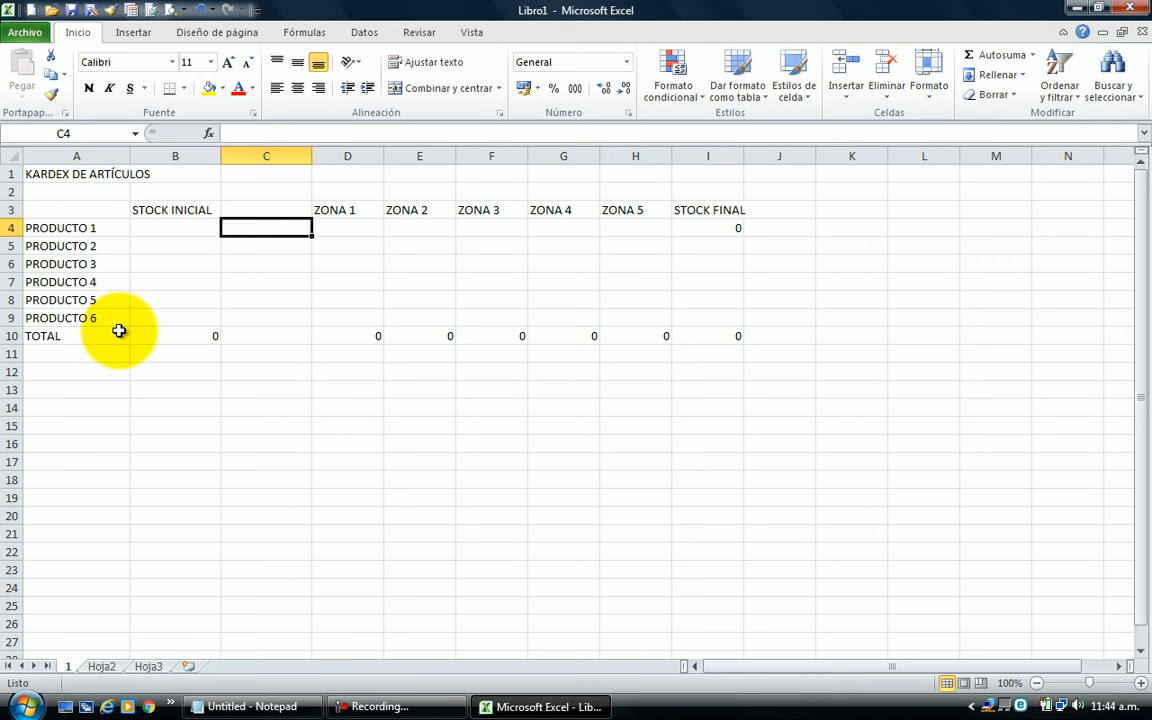 Libro1 - Microsoft Excel
Archivo Inicio Insertar Diseño de página Fórmulas Datos Revisar Vista
Pegar
Calibri 11
N K S
Ajustar texto
Combinar y centrar
General
% 000
Formato condicional
Dar formato como tabla
Estilos de celda
Insertar Eliminar Formato
Autosuma
Rellenar
Borrar
Ordenar y filtrar
Buscar y seleccionar
Portapap... Fuente Alineación Número Estilos Celdas Modificar
C4 fx
A B C D E F G H I J K L M N
1 KARDEX DE ARTÍCULOS
2
3 STOCK INICIAL ZONA 1 ZONA 2 ZONA 3 ZONA 4 ZONA 5 STOCK FINAL
4 PRODUCTO 1 0
5 PRODUCTO 2
6 PRODUCTO 3
7 PRODUCTO 4
8 PRODUCTO 5
9 PRODUCTO 6
10 TOTAL 0 0 0 0 0 0 0
11
12
13
14
15
16
17
18
19
20
21
22
23
24
25
26
27
1 Hoja2 Hoja3
Listo 100%
Untitled - Notepad Recording... Microsoft Excel - Lib... 11:44 a.m.